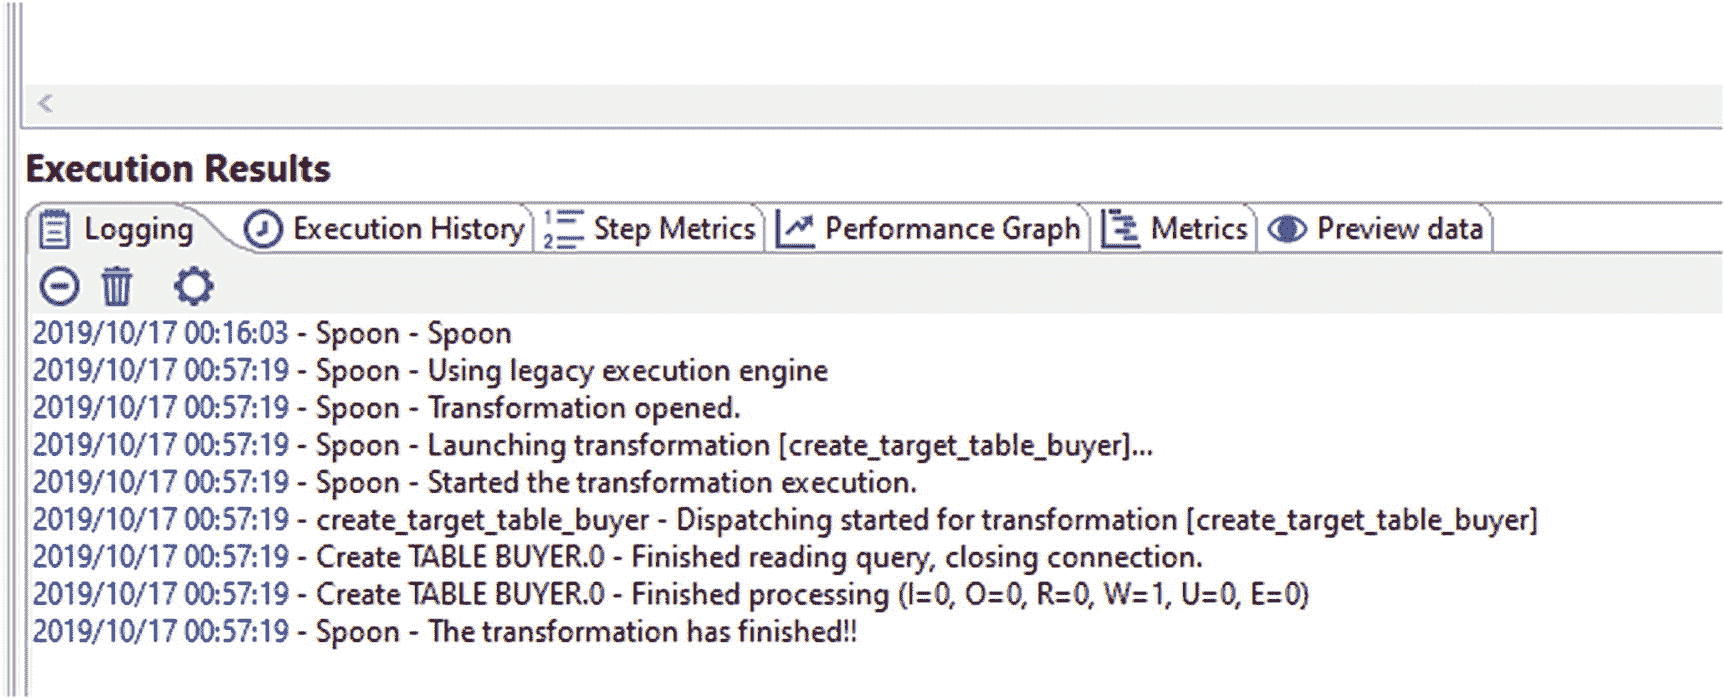 Execution Results
Logging Execution History Step Metrics Performance Graph Metrics Preview data
2019/10/17 00:16:03 - Spoon - Spoon
2019/10/17 00:57:19 - Spoon - Using legacy execution engine
2019/10/17 00:57:19 - Spoon - Transformation opened.
2019/10/17 00:57:19 - Spoon - Launching transformation [create_target_table_buyer]...
2019/10/17 00:57:19 - Spoon - Started the transformation execution.
2019/10/17 00:57:19 - create_target_table_buyer - Dispatching started for transformation [create_target_table_buyer]
2019/10/17 00:57:19 - Create TABLE BUYER.0 - Finished reading query, closing connection.
2019/10/17 00:57:19 - Create TABLE BUYER.0 - Finished processing (I=0, O=0, R=0, W=1, U=0, E=0)
2019/10/17 00:57:19 - Spoon - The transformation has finished!!